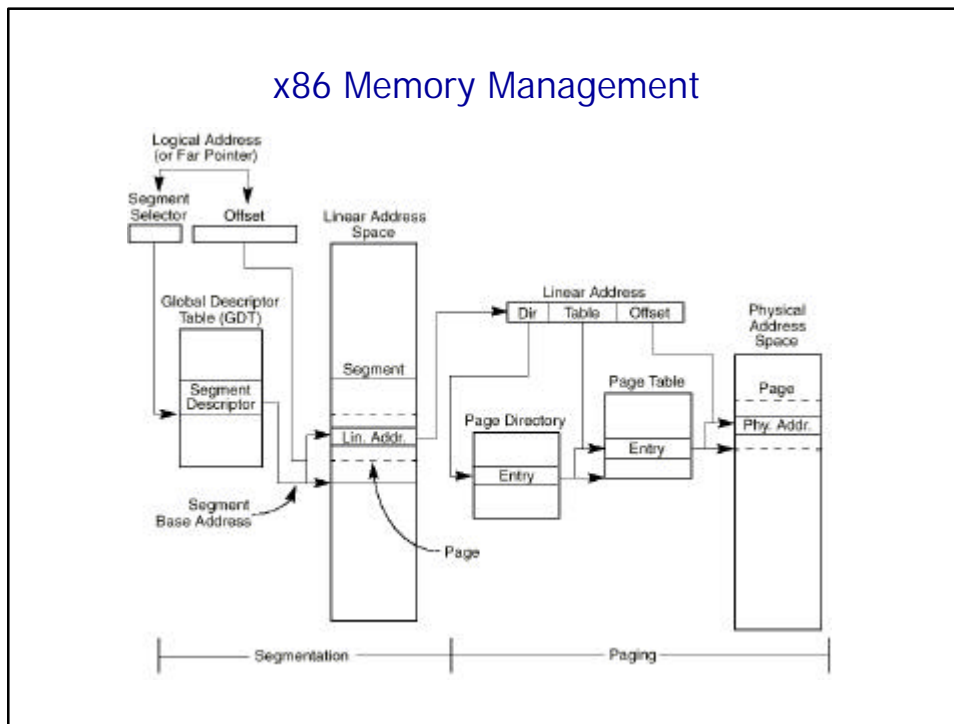 x86 Memory Management
Logical Address
(or Far Pointer)
Segment
Selector
Offset
Linear Address
Space
Global Descriptor
Table (GDT)
Segment
Descriptor
Segment
Lin. Addr.
Segment
Base Address
Page
Linear Address
Dir
Table
Offset
Page Directory
Entry
Page Table
Entry
Physical
Address
Space
Page
Phy. Addr.
Segmentation
Paging